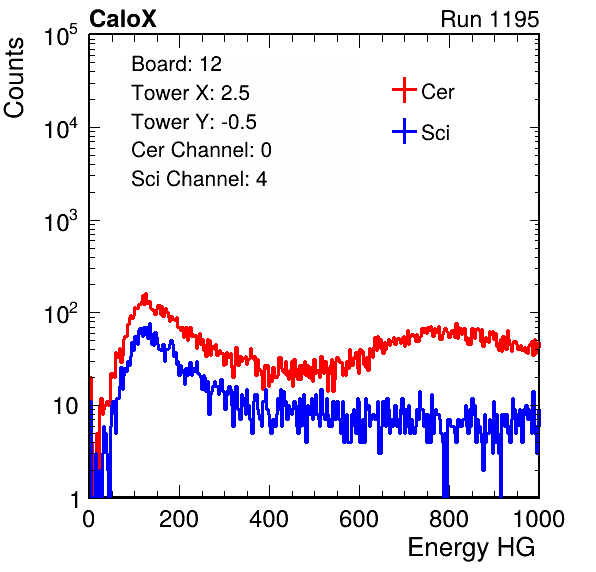 CaloX Run 1195
Counts
10^5
10^4
10^3
10^2
10
1
Board: 12
Tower X: 2.5
Tower Y: -0.5
Cer Channel: 0
Sci Channel: 4
Cer
Sci
0 200 400 600 800 1000
Energy HG